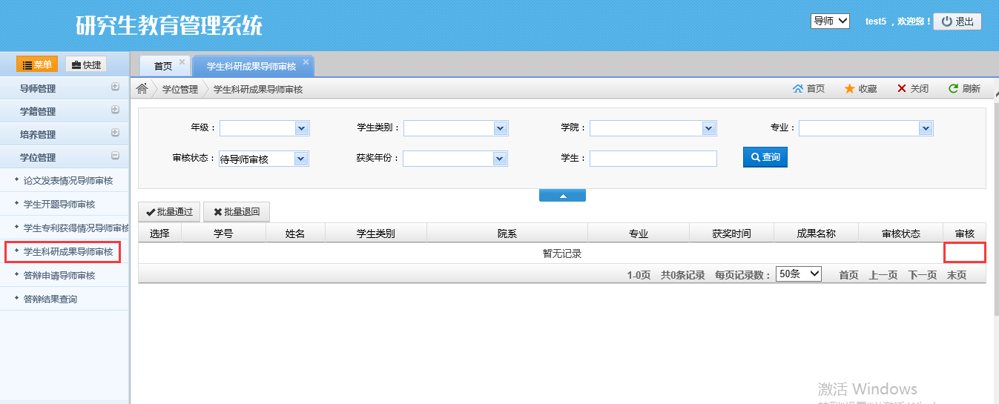 研究生教育管理系统
导师 test5 ，欢迎您！ 退出
菜单 快捷
首页 学生科研成果导师审核
导师管理
学籍管理
培养管理
学位管理
论文发表情况导师审核
学生开题导师审核
学生专利获得情况导师审核
学生科研成果导师审核
答辩申请导师审核
答辩结果查询
学位管理 学生科研成果导师审核 首页 收藏 关闭 刷新
年级： 学生类别： 学院： 专业：
审核状态： 待导师审核 获奖年份： 学生： 查询
批量通过 批量退回
选择 学号 姓名 学生类别 院系 专业 获奖时间 成果名称 审核状态 审核
暂无记录
1-0页 共0条记录 每页记录数： 50条 首页 上一页 下一页 末页
激活 Windows